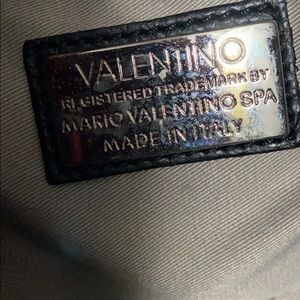 VALENTINO
REGISTERED TRADEMARK BY
MARIO VALENTINO SPA
MADE IN ITALY